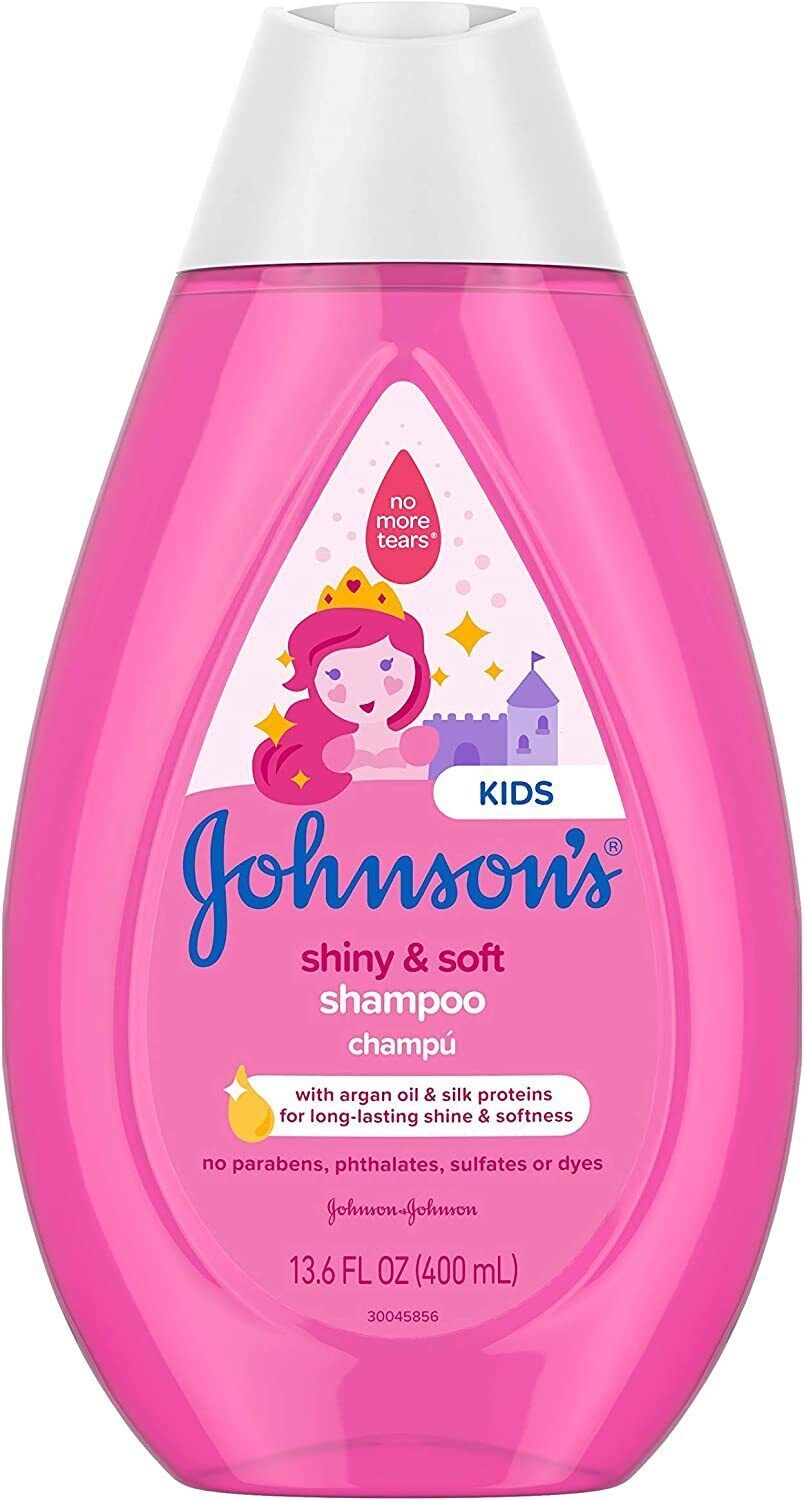 no
more
tears®
KIDS
Johnson's®
shiny & soft
shampoo
champú
with argan oil & silk proteins
for long-lasting shine & softness
no parabens, phthalates, sulfates or dyes
Johnson & Johnson
13.6 FL OZ (400 mL)
30045856